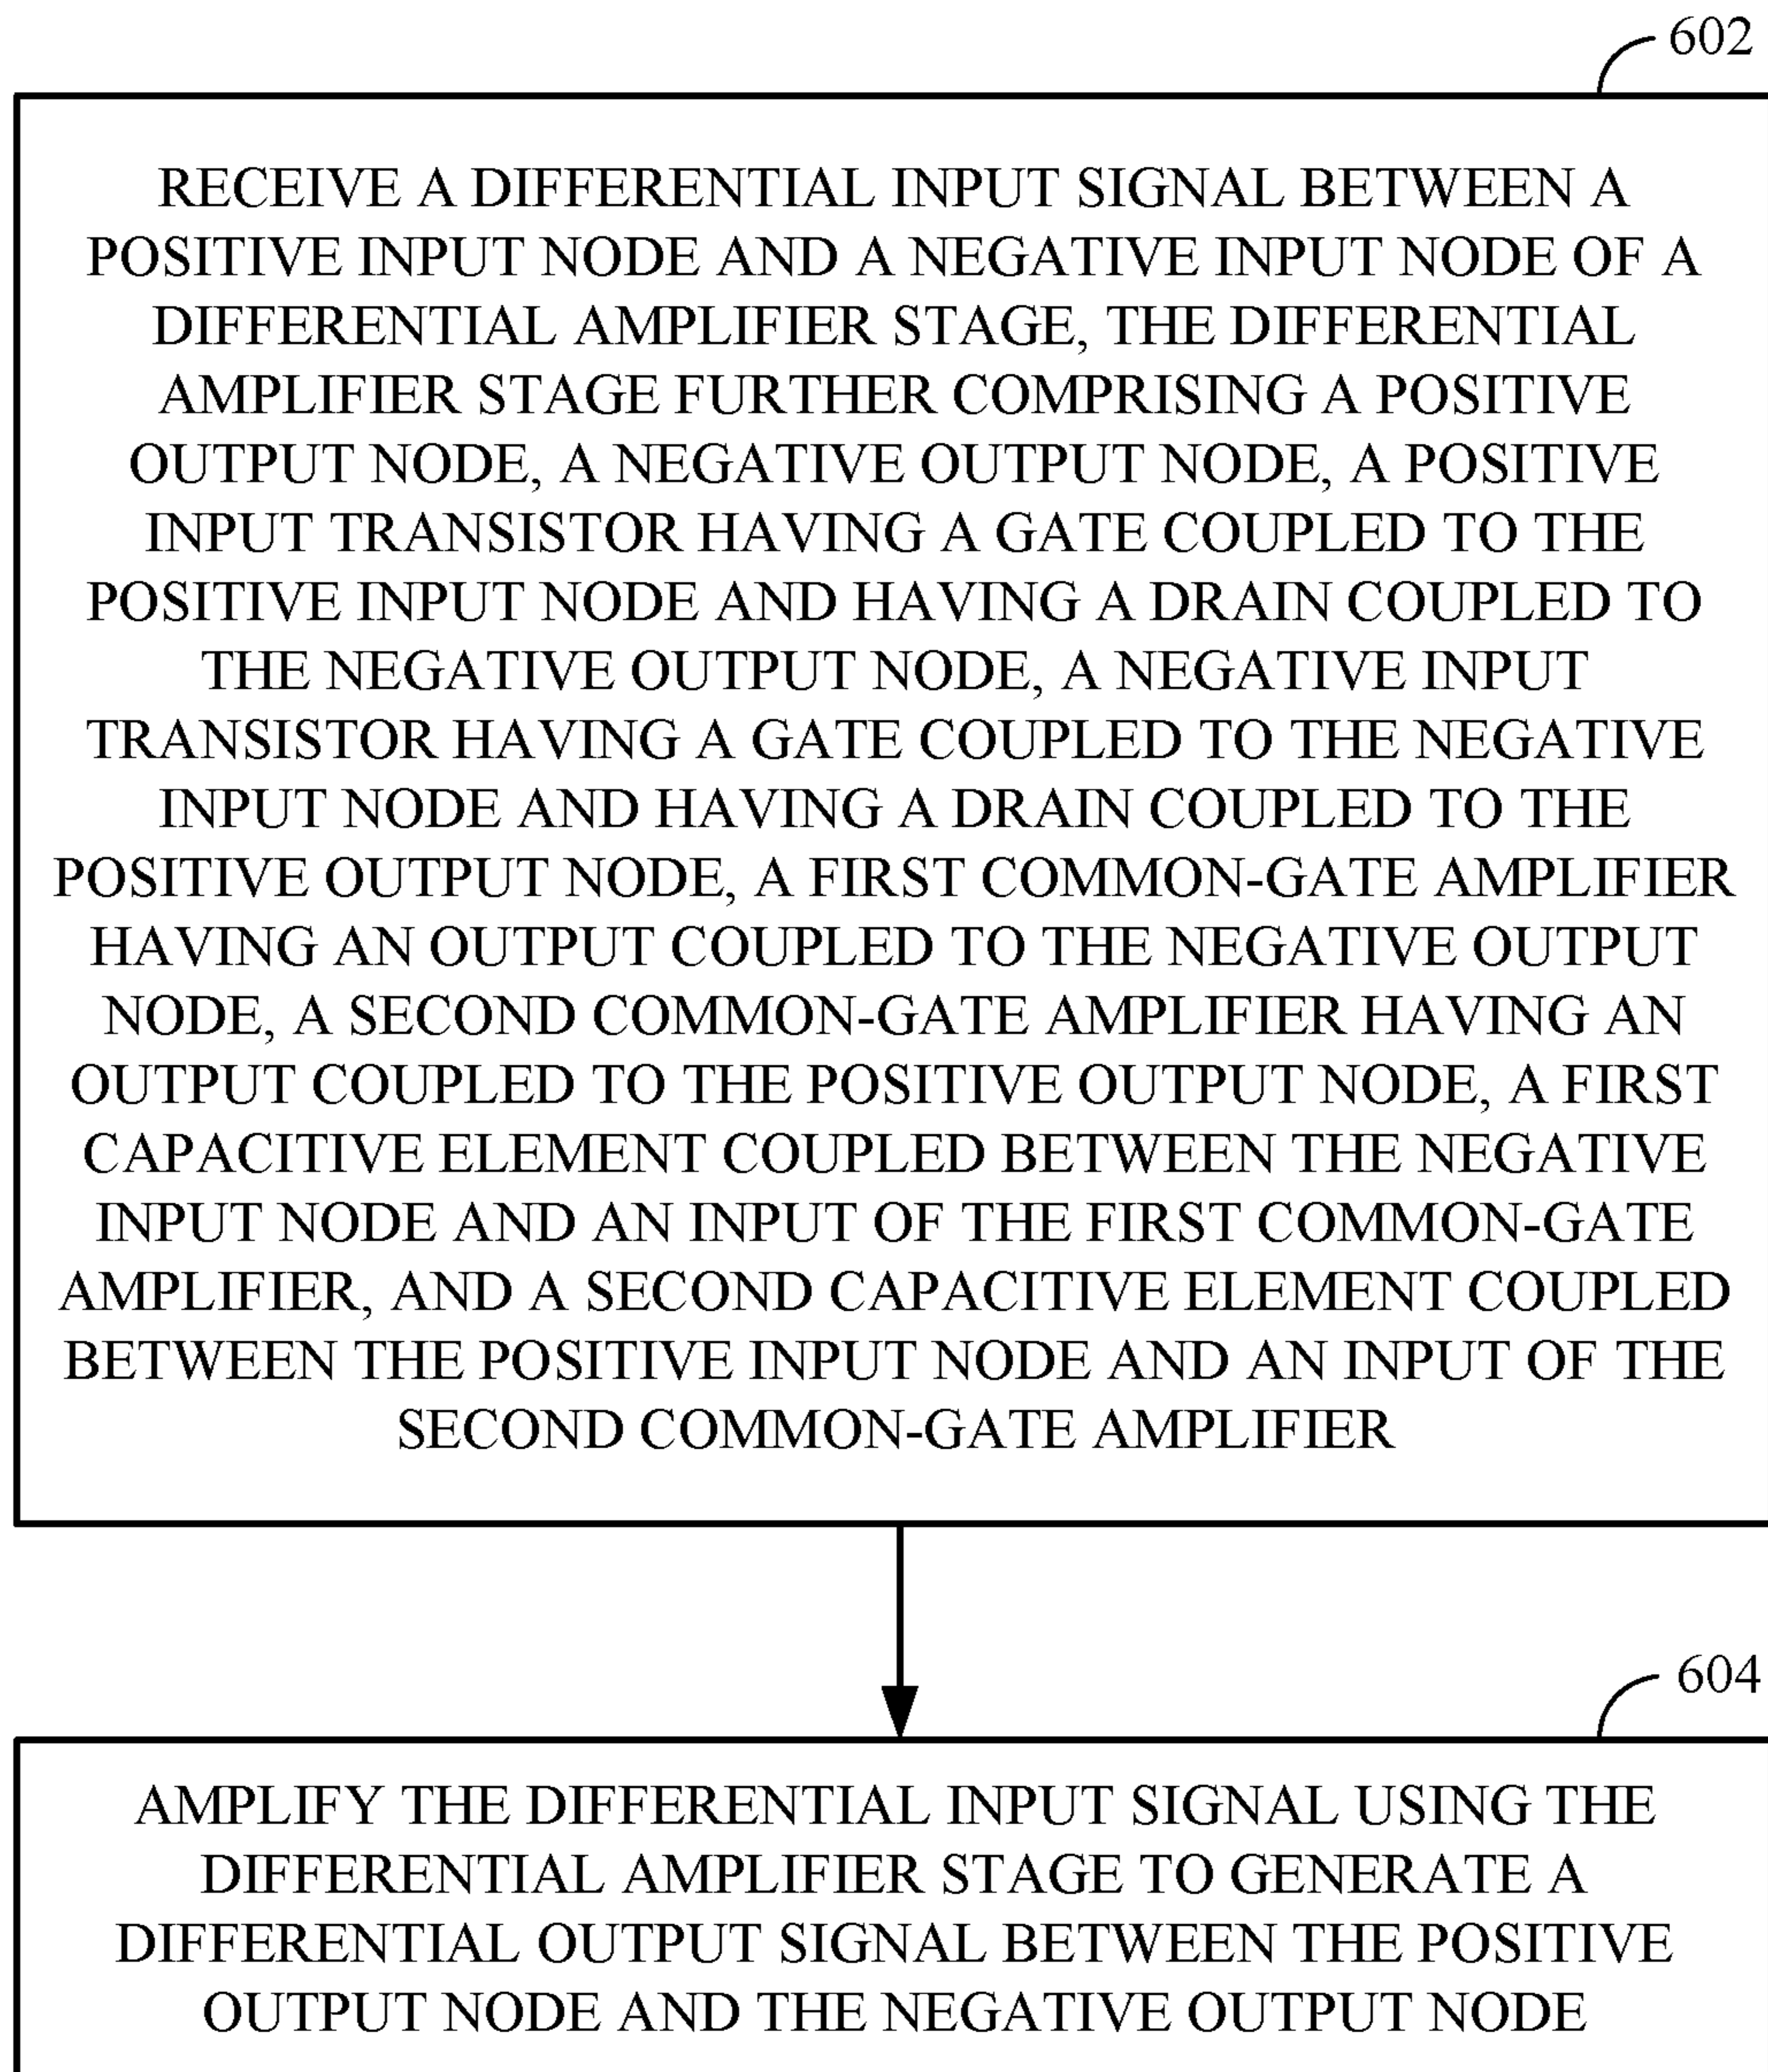 602
RECEIVE A DIFFERENTIAL INPUT SIGNAL BETWEEN A
POSITIVE INPUT NODE AND A NEGATIVE INPUT NODE OF A
DIFFERENTIAL AMPLIFIER STAGE, THE DIFFERENTIAL
AMPLIFIER STAGE FURTHER COMPRISING A POSITIVE
OUTPUT NODE, A NEGATIVE OUTPUT NODE, A POSITIVE
INPUT TRANSISTOR HAVING A GATE COUPLED TO THE
POSITIVE INPUT NODE AND HAVING A DRAIN COUPLED TO
THE NEGATIVE OUTPUT NODE, A NEGATIVE INPUT
TRANSISTOR HAVING A GATE COUPLED TO THE NEGATIVE
INPUT NODE AND HAVING A DRAIN COUPLED TO THE
POSITIVE OUTPUT NODE, A FIRST COMMON-GATE AMPLIFIER
HAVING AN OUTPUT COUPLED TO THE NEGATIVE OUTPUT
NODE, A SECOND COMMON-GATE AMPLIFIER HAVING AN
OUTPUT COUPLED TO THE POSITIVE OUTPUT NODE, A FIRST
CAPACITIVE ELEMENT COUPLED BETWEEN THE NEGATIVE
INPUT NODE AND AN INPUT OF THE FIRST COMMON-GATE
AMPLIFIER, AND A SECOND CAPACITIVE ELEMENT COUPLED
BETWEEN THE POSITIVE INPUT NODE AND AN INPUT OF THE
SECOND COMMON-GATE AMPLIFIER
604
AMPLIFY THE DIFFERENTIAL INPUT SIGNAL USING THE
DIFFERENTIAL AMPLIFIER STAGE TO GENERATE A
DIFFERENTIAL OUTPUT SIGNAL BETWEEN THE POSITIVE
OUTPUT NODE AND THE NEGATIVE OUTPUT NODE